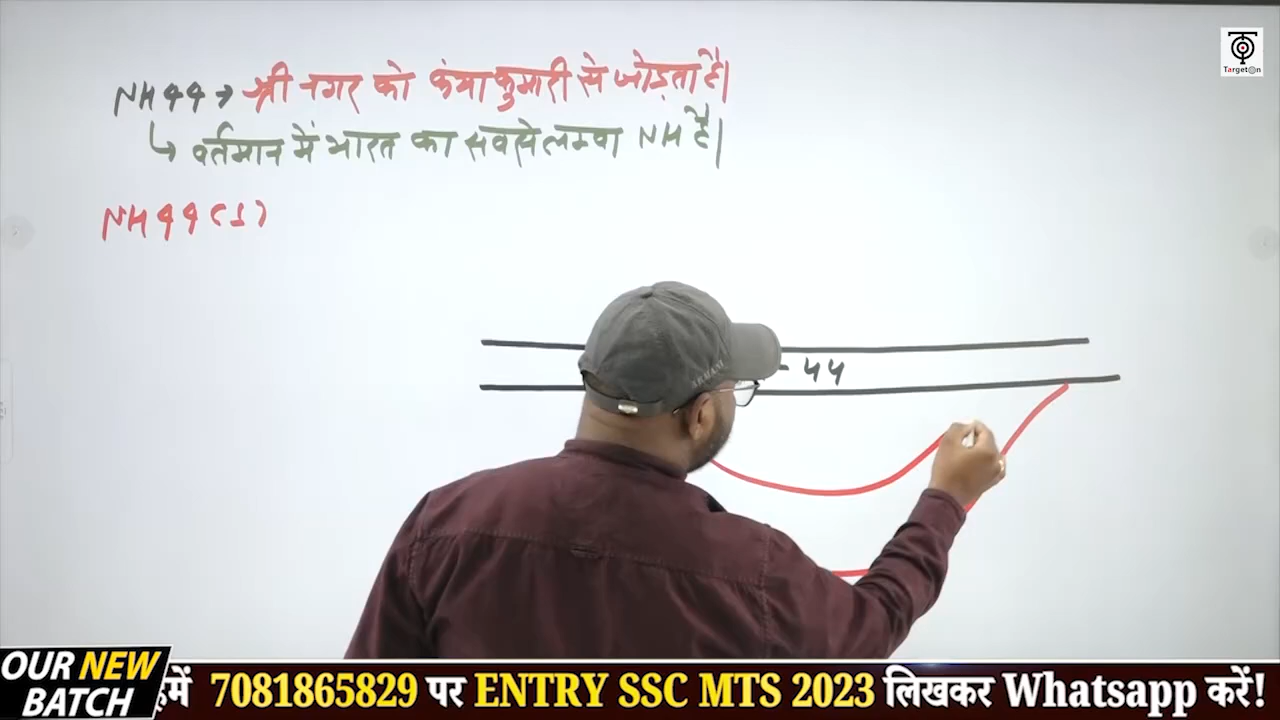 NH44 → श्री नगर को कंयाकुमारी से जोड़ता है।
↳ वर्तमान में भारत का सबसे लम्बा NH है।
NH44(1)
- 44
Target n
OUR NEW
BATCH
हमें 7081865829 पर ENTRY SSC MTS 2023 लिखकर Whatsapp करें!